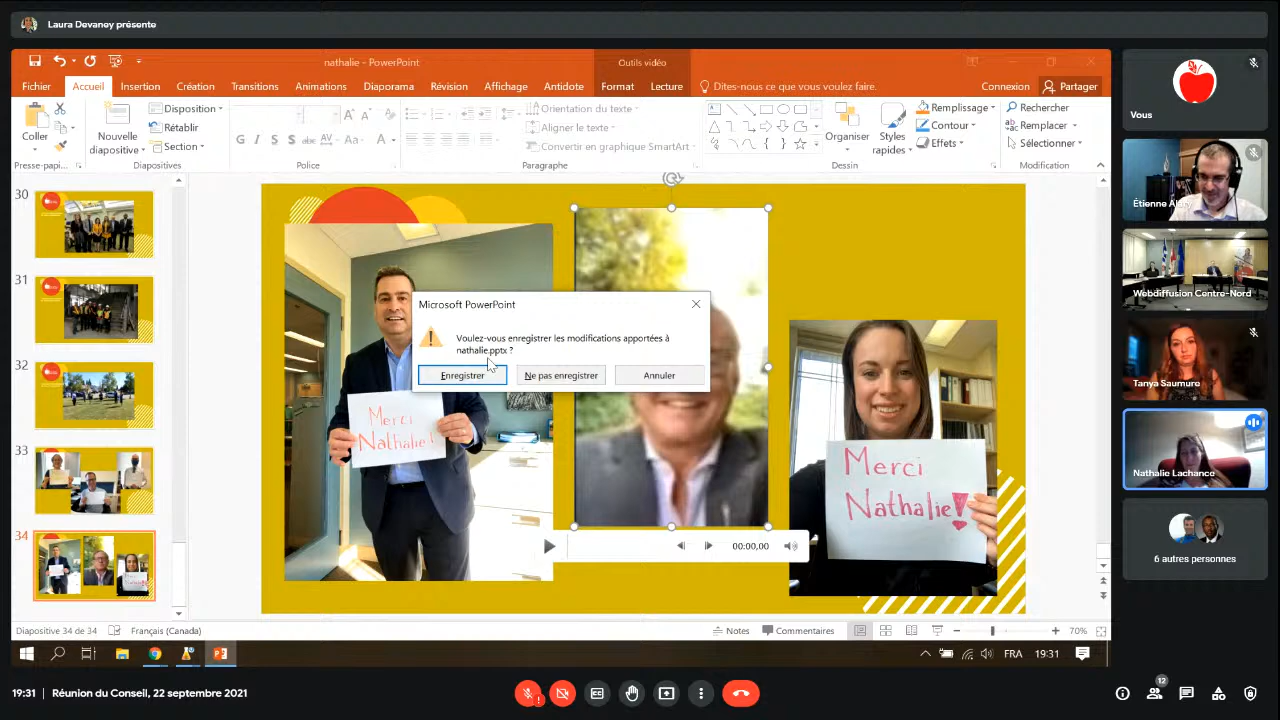 Laura Devaney présente
nathalie - PowerPoint
Outils vidéo
Fichier Accueil Insertion Création Transitions Animations Diaporama Révision Affichage Antidote Format Lecture Dites-nous ce que vous voulez faire. Connexion Partager
Coller
Nouvelle
diapositive
Disposition
Rétablir
Section
G I S S abc AV Aa A
Orientation du texte
Aligner le texte
Convertir en graphique SmartArt
Organiser
Styles
rapides
Remplissage
Contour
Effets
Rechercher
Remplacer
Sélectionner
Presse-pap... Diapositives Police Paragraphe Dessin Modification
30
31
32
33
34
Microsoft PowerPoint
Voulez-vous enregistrer les modifications apportées à
nathalie.pptx ?
Enregistrer Ne pas enregistrer Annuler
Merci
Nathalie!
Merci
Nathalie!
00:00,00
Diapositive 34 de 34 Français (Canada) Notes Commentaires 70%
FRA 19:31
Vous
Étienne Alary
Webdiffusion Centre-Nord
Tanya Saumure
Nathalie Lachance
6 autres personnes
19:31 | Réunion du Conseil, 22 septembre 2021
12